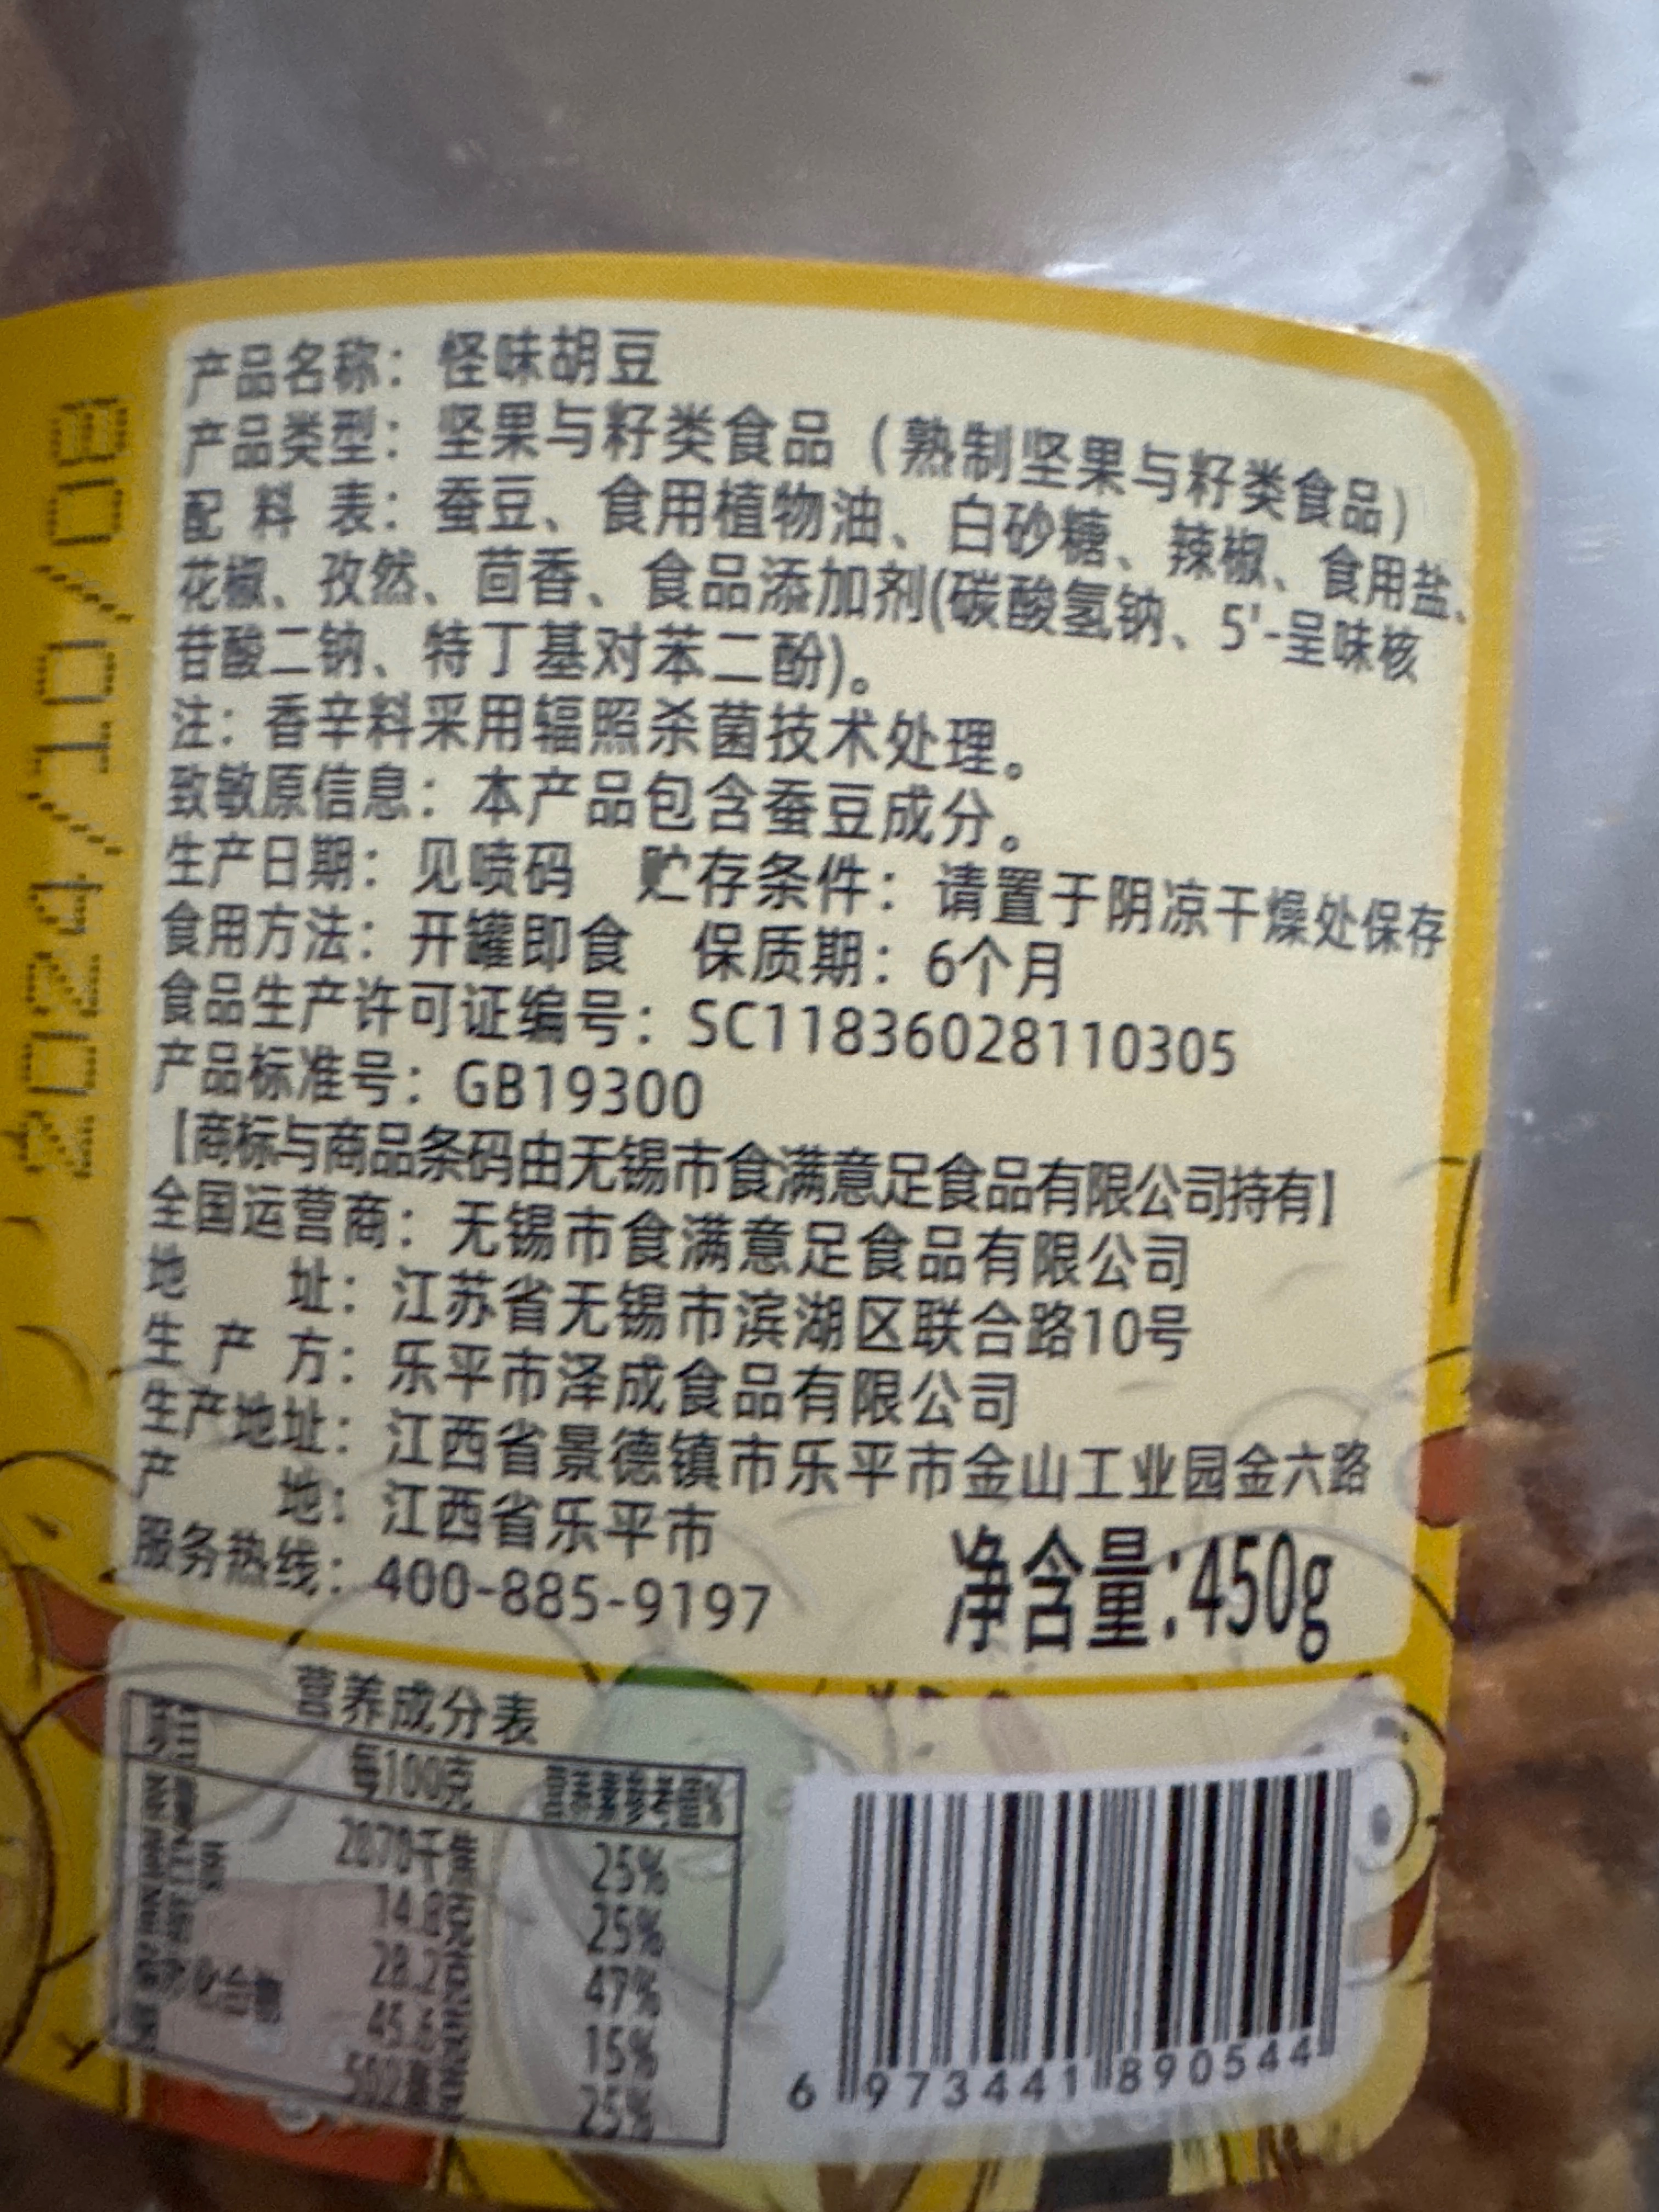 产品名称：怪味胡豆
产品类型：坚果与籽类食品（熟制坚果与籽类食品）
配料表：蚕豆、食用植物油、白砂糖、辣椒、食用盐、
花椒、孜然、茴香、食品添加剂(碳酸氢钠、5'-呈味核
苷酸二钠、特丁基对苯二酚)。
注：香辛料采用辐照杀菌技术处理。
致敏原信息：本产品包含蚕豆成分。
生产日期：见喷码 贮存条件：请置于阴凉干燥处保存
食用方法：开罐即食 保质期：6个月
食品生产许可证编号：SC11836028110305
产品标准号：GB19300
【商标与商品条码由无锡市食满意足食品有限公司持有】
全国运营商：无锡市食满意足食品有限公司
地址：江苏省无锡市滨湖区联合路10号
生产方：乐平市泽成食品有限公司
生产地址：江西省景德镇市乐平市金山工业园金六路
产地：江西省乐平市
服务热线：400-885-9197
净含量:450g
营养成分表
每100克 营养素参考值%
25%
25%
28.2 47%
15%
25%
6 973441 890544